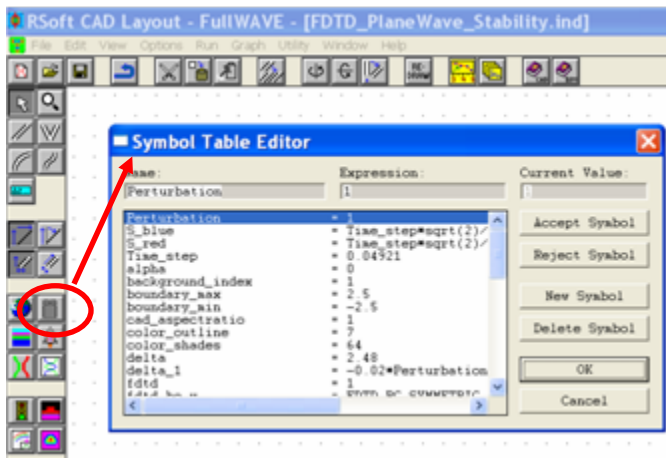 RSoft CAD Layout - FullWAVE - [FDTD_PlaneWave_Stability.ind]
File Edit View Options Run Graph Utility Window Help
RE-
DRAW
Symbol Table Editor
Name: Expression: Current Value:
Perturbation 1 1
Perturbation = 1
S_blue = Time_step*sqrt(2)/
S_red = Time_step*sqrt(2)/
Time_step = 0.04921
alpha = 0
background_index = 1
boundary_max = 2.5
boundary_min = -2.5
cad_aspectratio = 1
color_outline = 7
color_shades = 64
delta = 2.48
delta_1 = -0.02*Perturbation
fdtd = 1
Accept Symbol
Reject Symbol
New Symbol
Delete Symbol
OK
Cancel